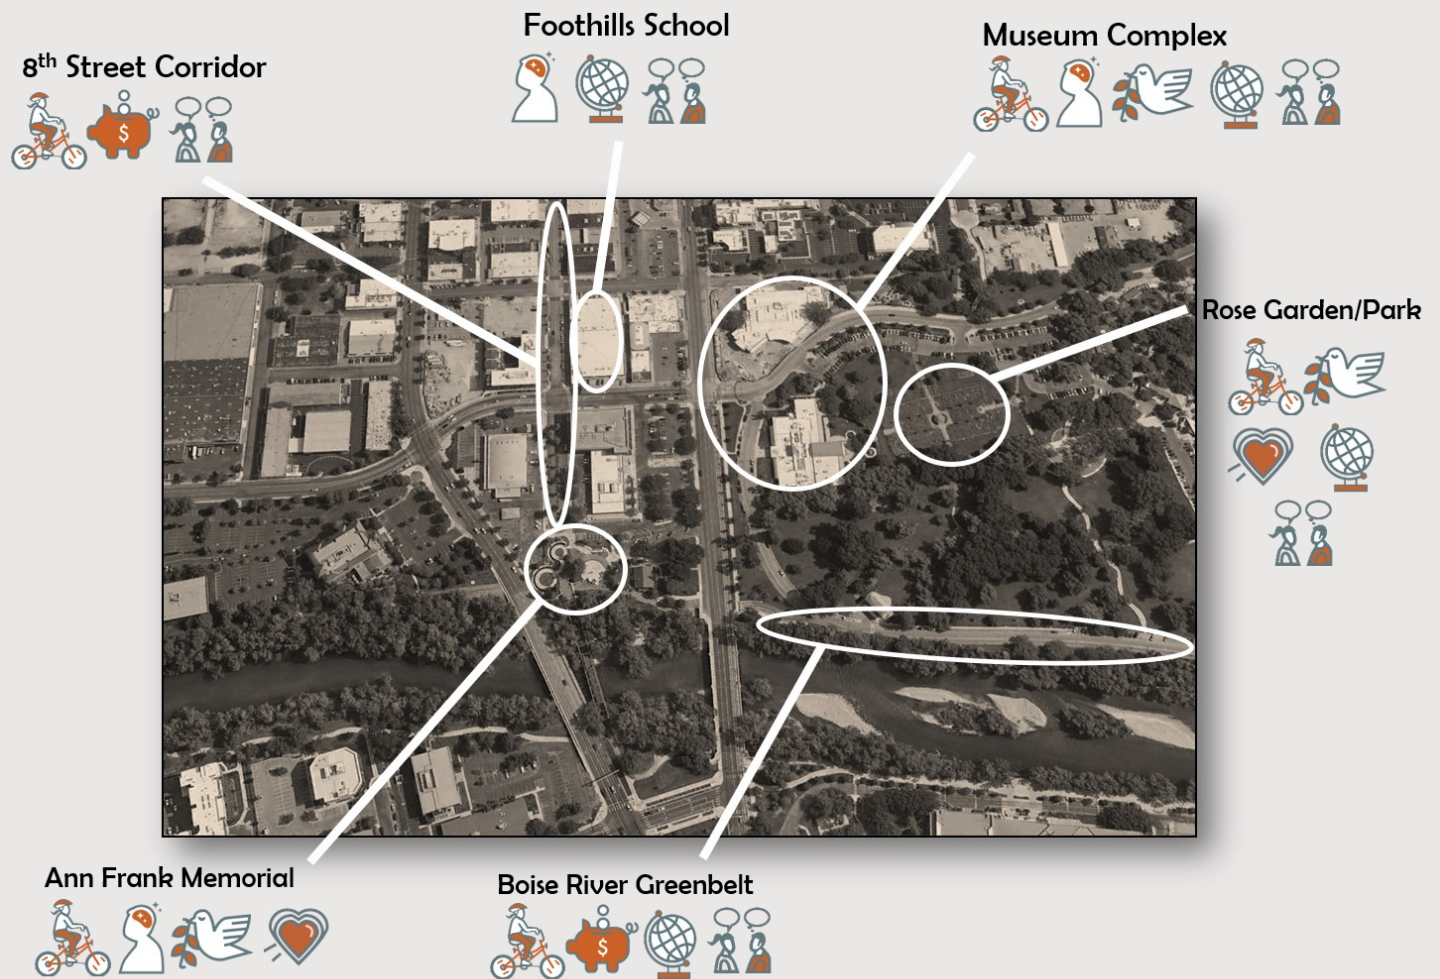 Foothills School
Museum Complex
8th Street Corridor
$
Rose Garden/Park
Ann Frank Memorial
Boise River Greenbelt
$